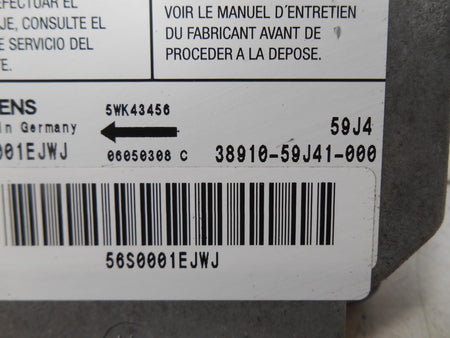 EFECTUAR EL
JE, CONSULTE EL
E SERVICIO DEL
TE.
VOIR LE MANUEL D´ENTRETIEN
DU FABRICANT AVANT DE
PROCEDER A LA DEPOSE.
ENS
in Germany
001EJWJ
5WK43456
06050308 C
59J4
38910-59J41-000
56S0001EJWJ